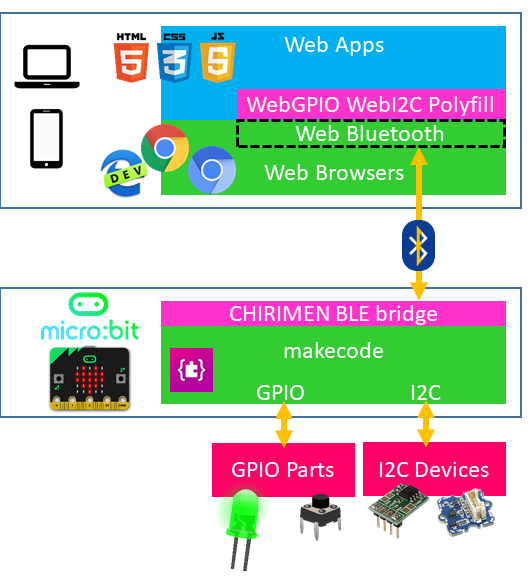 HTML
5
CSS
3
JS
5
Web Apps
WebGPIO WebI2C Polyfill
Web Bluetooth
DEV
Web Browsers
micro:bit
CHIRIMEN BLE bridge
makecode
GPIO
I2C
GPIO Parts
I2C Devices